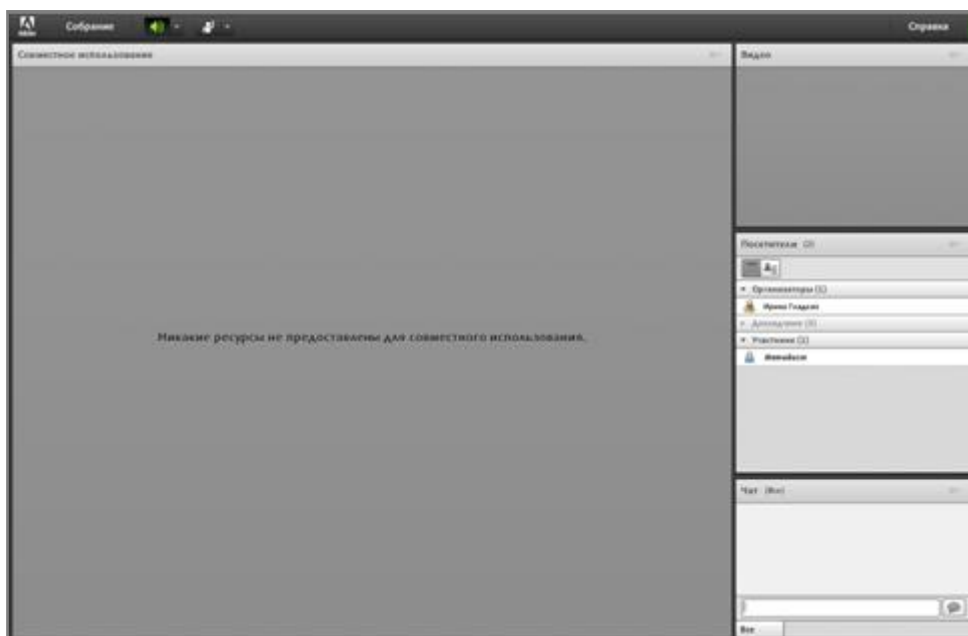 Собрание
Справка
Совместное использование
Видео
Никакие ресурсы не предоставлены для совместного использования.
Посетители (2)
Организаторы (1)
Ирина
Докладчики (0)
Участники (1)
Чат (Все)
Все